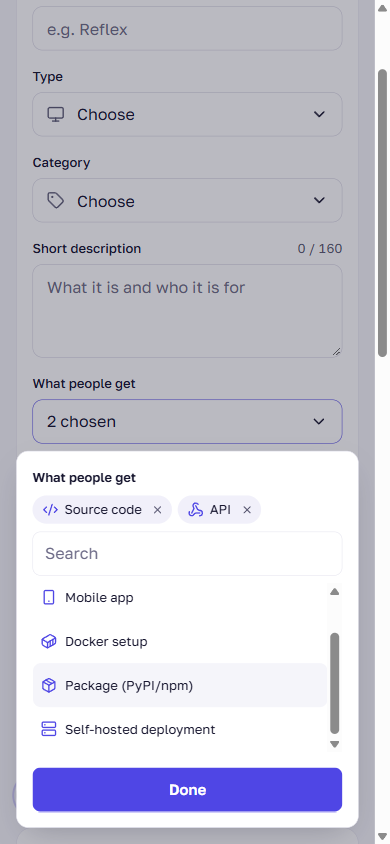 e.g. Reflex
Type
Choose
Category
Choose
Short description 0 / 160
What it is and who it is for
What people get
2 chosen
What people get
Source code × API ×
Search
Mobile app
Docker setup
Package (PyPI/npm)
Self-hosted deployment
Done